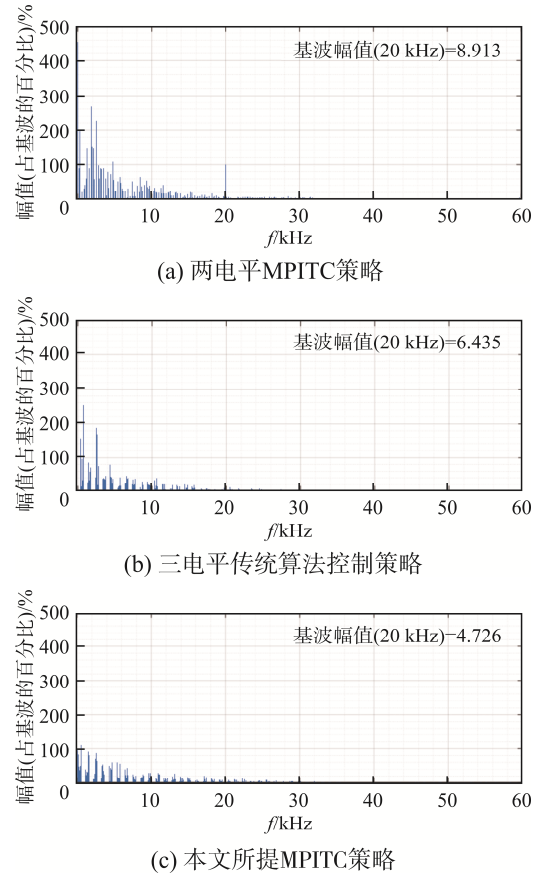 500
400
300
200
100
0
幅值(占基波的百分比)/%
基波幅值(20 kHz)=8.913
10 20 30 40 50 60
f/kHz
(a) 两电平MPITC策略
500
400
300
200
100
0
幅值(占基波的百分比)/%
基波幅值(20 kHz)=6.435
10 20 30 40 50 60
f/kHz
(b) 三电平传统算法控制策略
500
400
300
200
100
0
幅值(占基波的百分比)/%
基波幅值(20 kHz)=4.726
10 20 30 40 50 60
f/kHz
(c) 本文所提MPITC策略